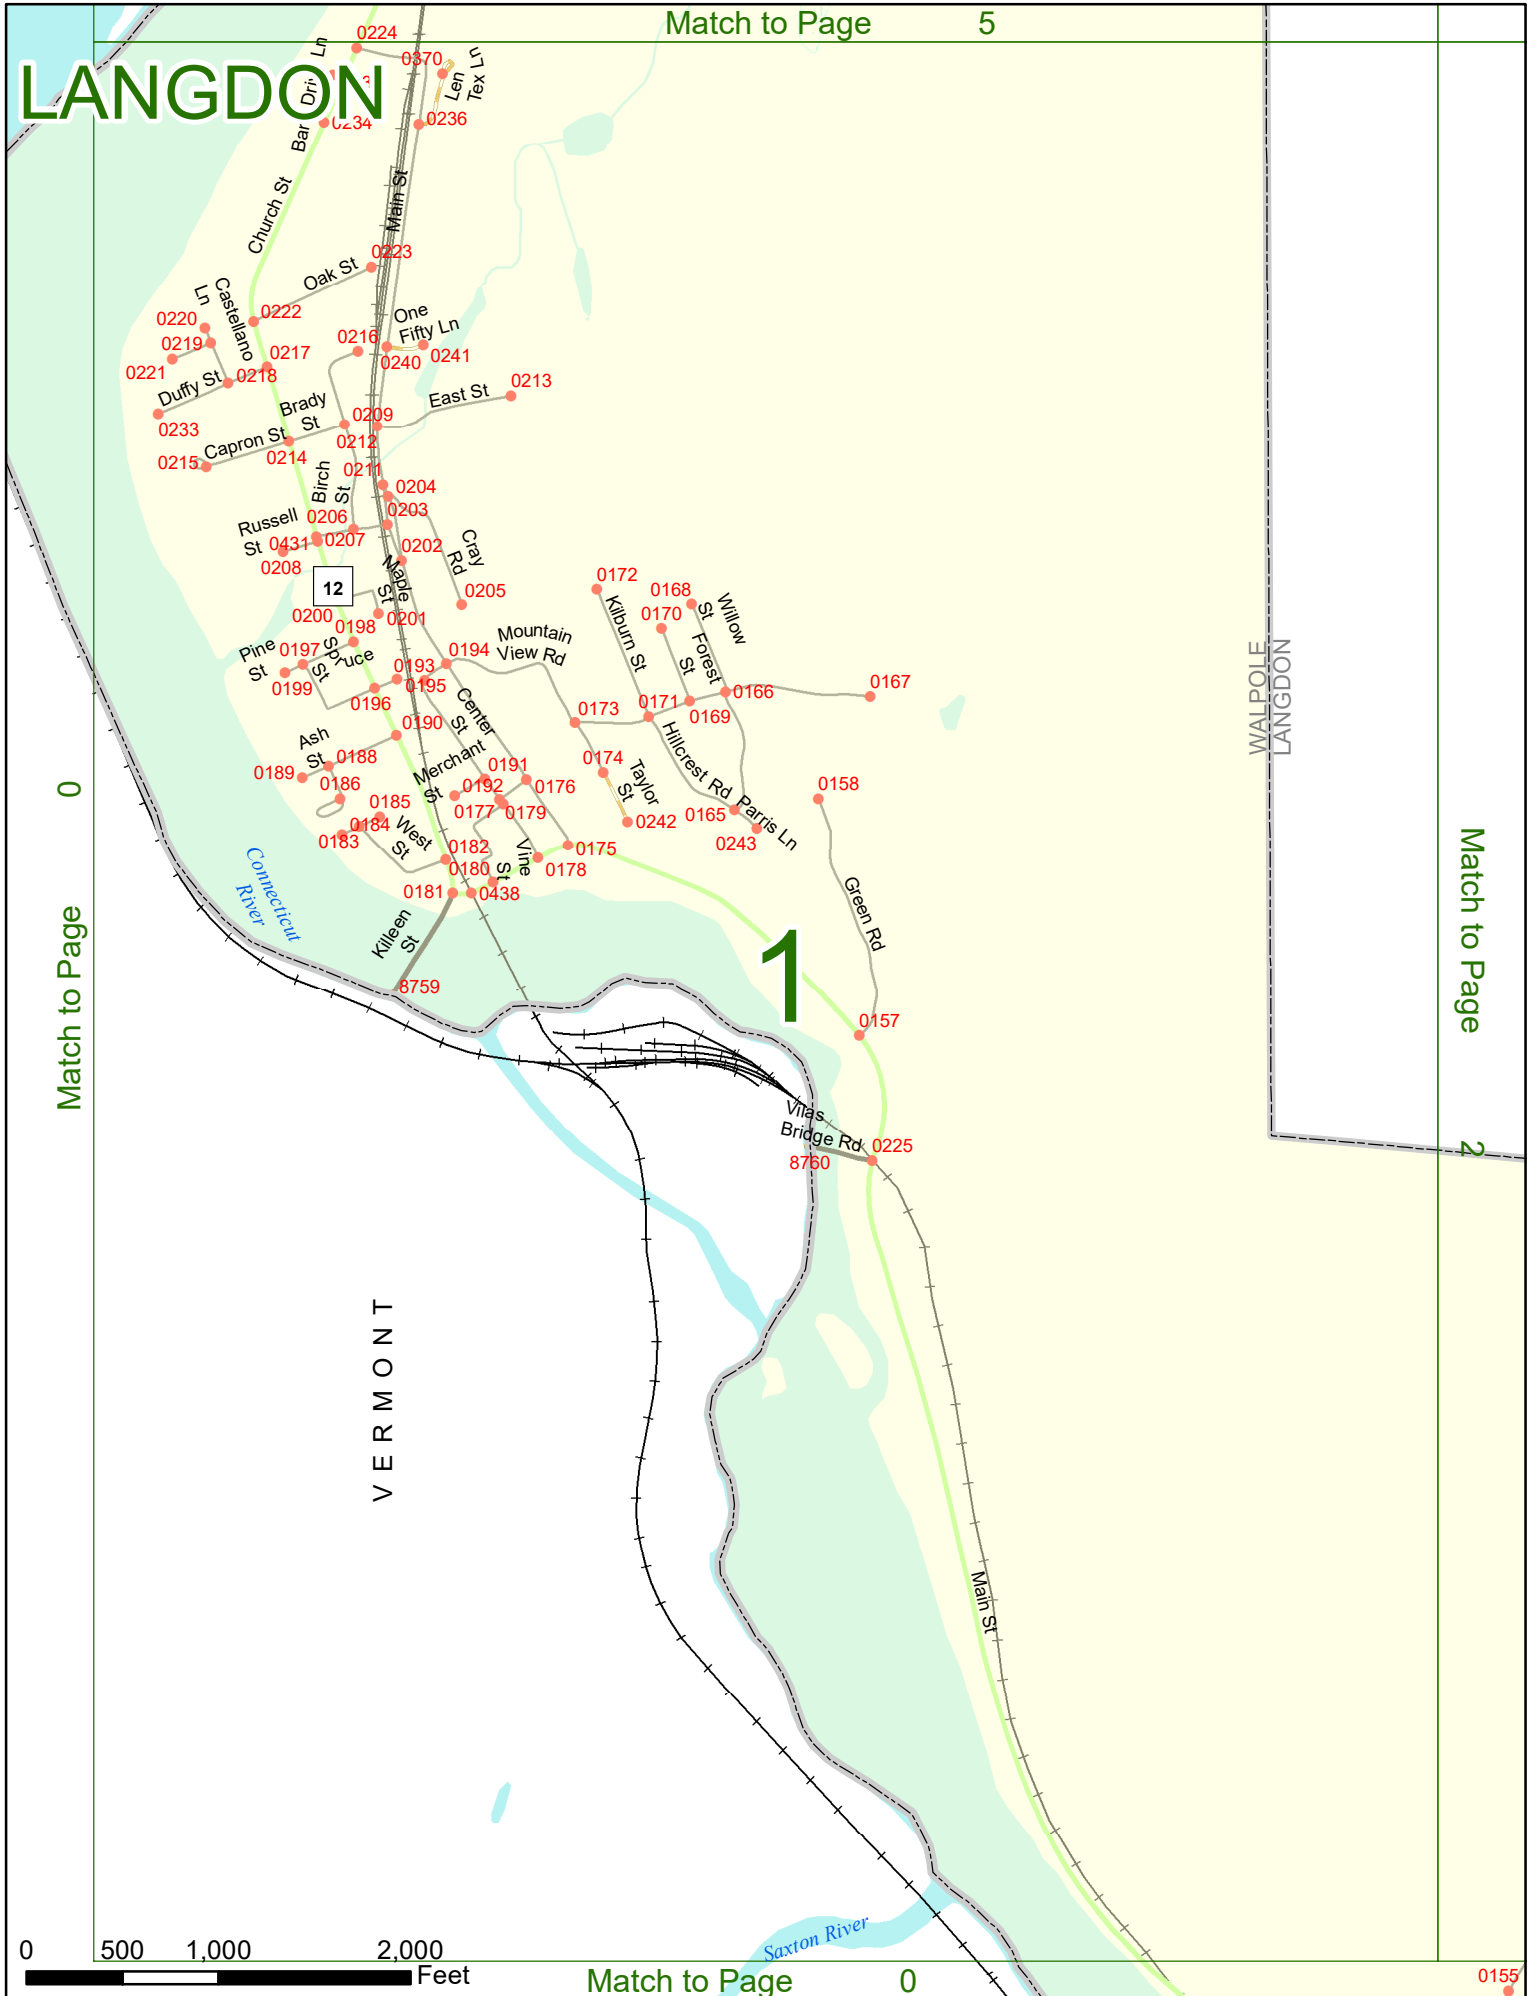 Match to Page 5
LANGDON
0224
Ln
0370
Len
Tex Ln
Bar
0234
0236
Church St
Main St
0223
Oak St
Ln
Castellano
0222
0220
0219
0221
One
Fifty Ln
0216
0240
0241
0217
0218
Duffy St
0233
East St
0213
Brady
St
0209
0212
Capron St
0214
0215
0211
Birch
St
0204
0203
Russell
St
0206
0207
0431
0208
0202
Cray
Rd
12
Maple
St
0205
0200
0201
0172
0168
0170
Willow
St
Kilburn St
Forest
St
0198
Pine
St
0197
Spruce
St
0199
0194
Mountain
View Rd
0193
0195
0196
0166
0167
0171
0169
0173
Center
St
0190
Ash
St
0188
0189
0186
Merchant
St
0191
0192
0176
0177
0179
0174
Taylor
St
0242
Hillcrest Rd
0165
Parris Ln
0243
0158
0185
0184
0183
West
St
0182
0180
Vine
St
0175
0178
0181
0438
Connecticut
River
Killeen
St
8759
Green Rd
1
0157
WALPOLE
LANGDON
Match to Page 0
Match to Page 2
Vilas
Bridge Rd
0225
8760
VERMONT
Main St
Saxton River
0 500 1,000 2,000
Feet
Match to Page 0
0155